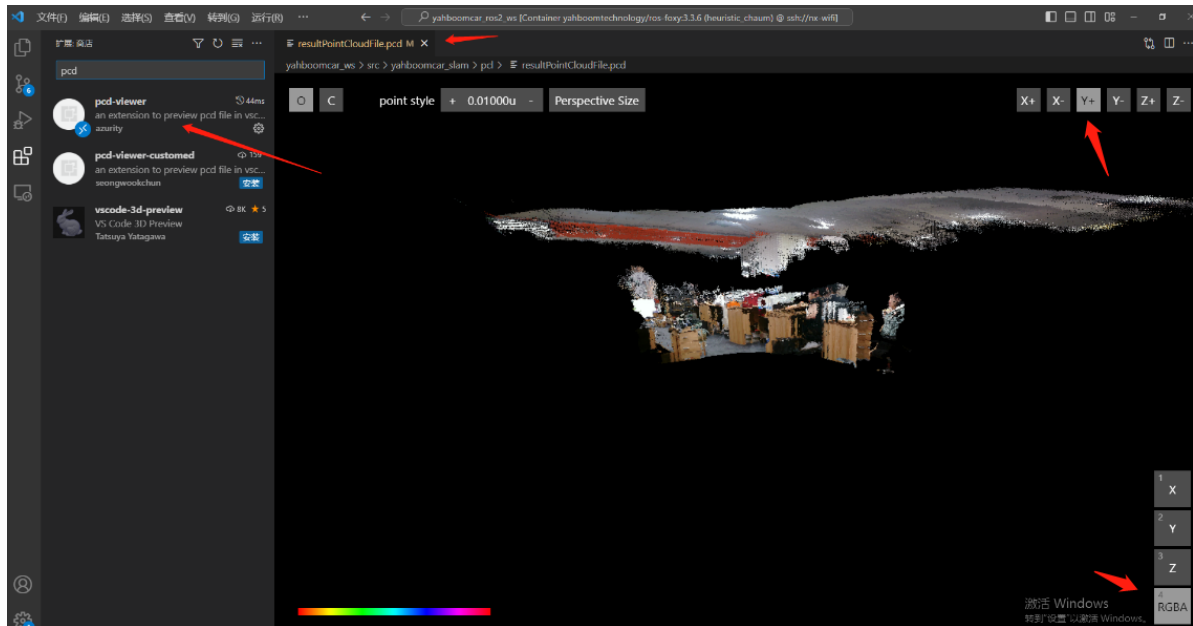 文件(F) 编辑(E) 选择(S) 查看(V) 转到(G) 运行(R) ···
yahboomcar_ros2_ws [Container yahboomtechnology/ros-foxy:3.3.6 (heuristic_chaum) @ ssh://nx-wifi]
扩展: 商店
pcd
pcd-viewer 44ms
an extension to preview pcd file in vsc...
azurity
pcd-viewer-customed 159
an extension to preview pcd file in vsc...
seongwookchun 安装
vscode-3d-preview 8K ★ 5
VS Code 3D Preview
Tatsuya Yatagawa 安装
6
resultPointCloudFile.pcd M
yahboomcar_ws > src > yahboomcar_slam > pcl > resultPointCloudFile.pcd
O C point style + 0.01000u - Perspective Size X+ X- Y+ Y- Z+ Z-
1 X
2 Y
3 Z
4 RGBA
激活 Windows
转到"设置"以激活 Windows。